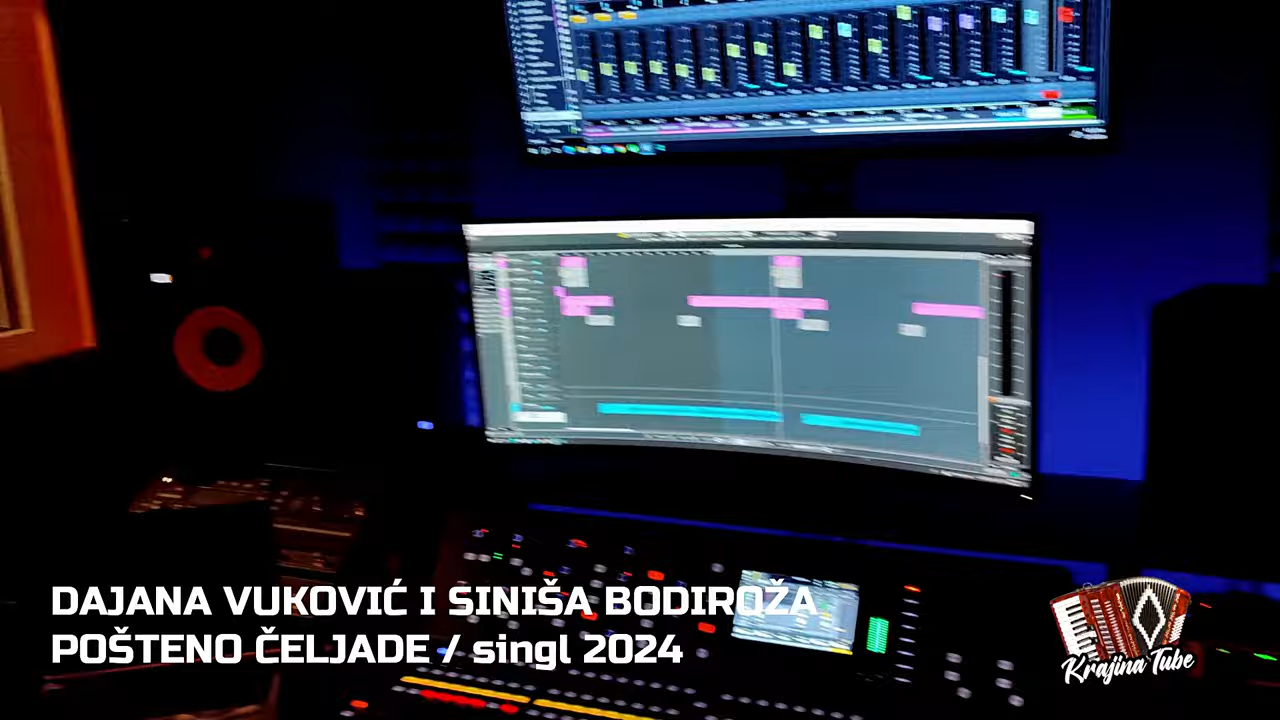 DAJANA VUKOVIĆ I SINIŠA BODIROŽA
POŠTENO ČELJADE / singl 2024
Krajina Tube